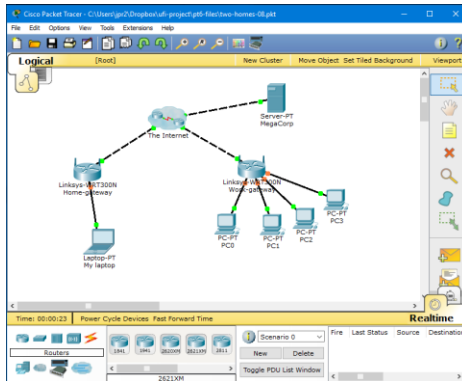 Cisco Packet Tracer - C:\Users\jpr2\Dropbox\ufi-project\pt6-files\two-homes-06.pkt
File Edit Options View Tools Extensions Help
Logical [Root] New Cluster Move Object Set Tiled Background Viewport
Server-PT
MegaCorp
The Internet
Linksys-WRT300N
Home-gateway
Linksys-WRT300N
Work-gateway
PC-PT
PC3
PC-PT
PC0
PC-PT
PC1
PC-PT
PC2
Laptop-PT
My laptop
Time: 00:00:23 Power Cycle Devices Fast Forward Time Realtime
Routers
1841 1941 2620XM 2621XM 2811
2621XM
Scenario 0
New Delete
Toggle PDU List Window
Fire Last Status Source Destination